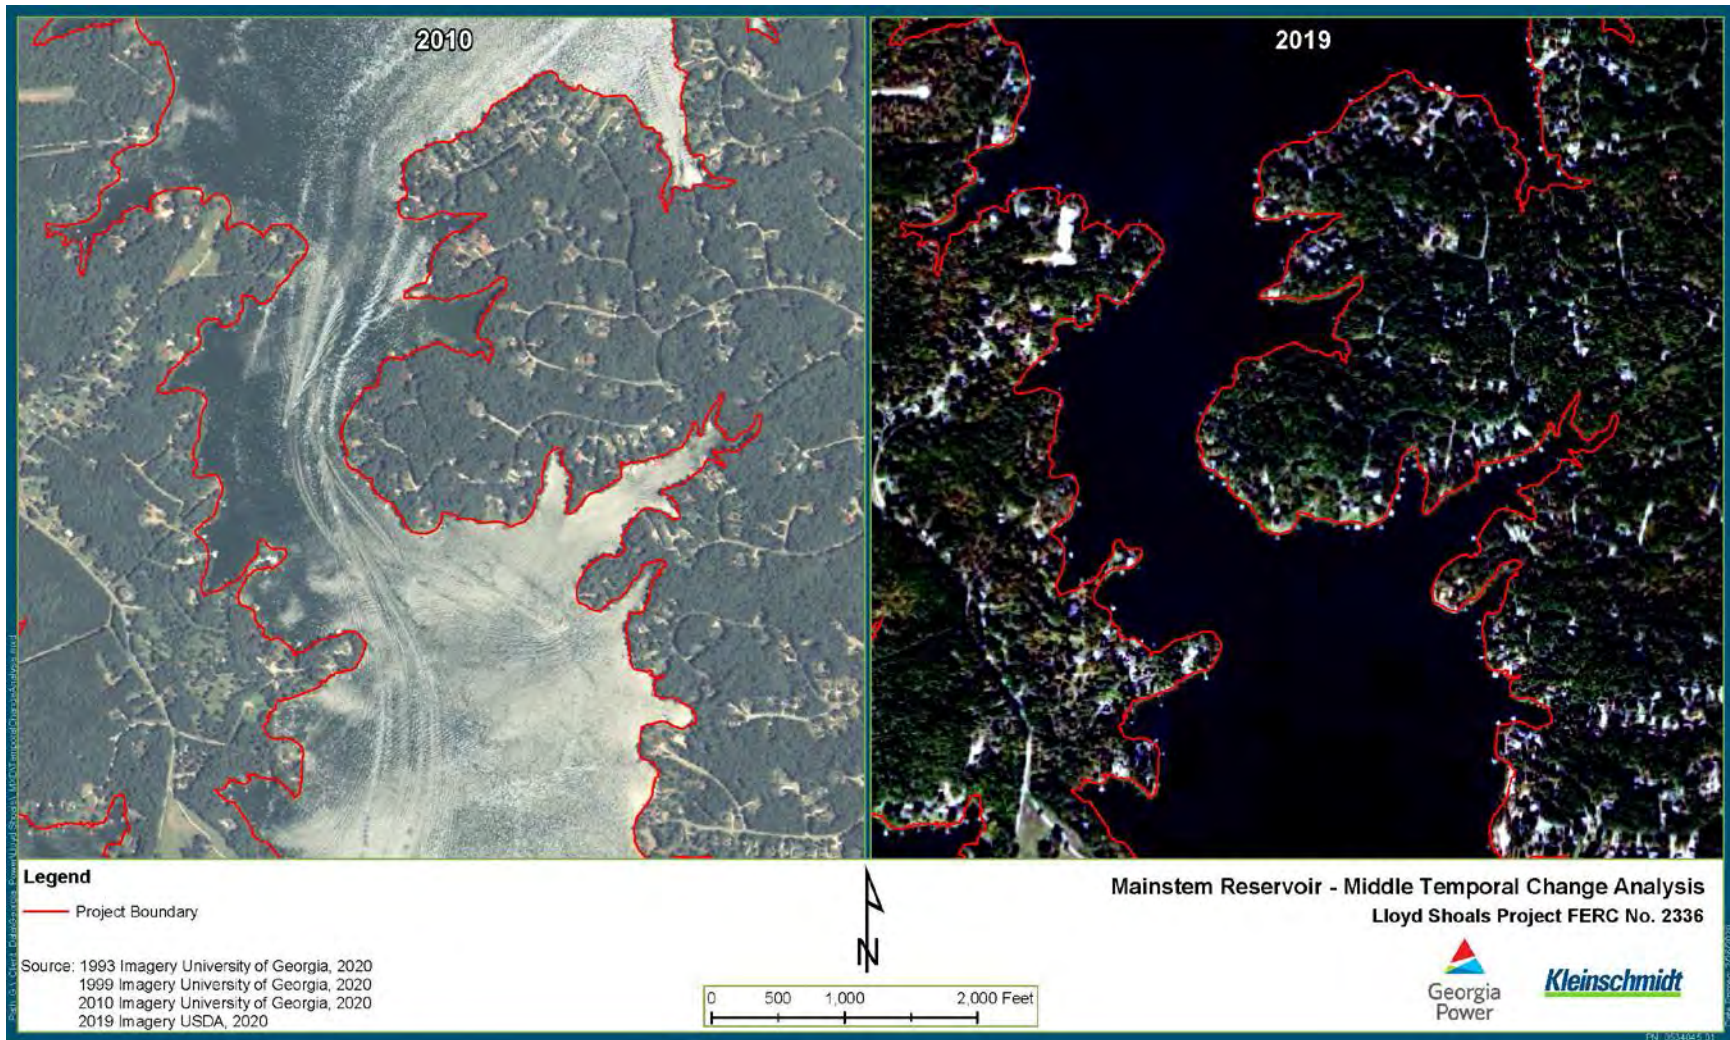 2010
2019
Legend
Project Boundary
Source: 1993 Imagery University of Georgia, 2020
1999 Imagery University of Georgia, 2020
2010 Imagery University of Georgia, 2020
2019 Imagery USDA, 2020
N
0 500 1,000 2,000 Feet
Mainstem Reservoir - Middle Temporal Change Analysis
Lloyd Shoals Project FERC No. 2336
Georgia
Power
Kleinschmidt